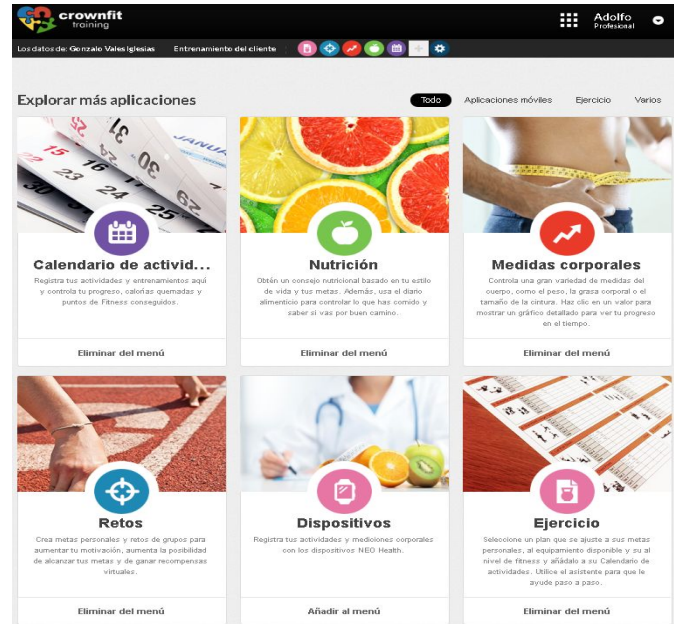 crownfit
training
Adolfo
Profesional
Los datos de: Gonzalo Vales Iglesias Entrenamiento del cliente
Explorar más aplicaciones
Todo Aplicaciones móviles Ejercicio Varios
Calendario de activid...
Registra tus actividades y entrenamientos aquí
y controla tu progreso, calorías quemadas y
puntos de Fitness conseguidos.
Eliminar del menú
Nutrición
Obtén un consejo nutricional basado en tu estilo
de vida y tus metas. Además, usa el diario
alimenticio para controlar lo que has comido y
saber si vas por buen camino.
Eliminar del menú
Medidas corporales
Controla una gran variedad de medidas del
cuerpo, como el peso, la grasa corporal o el
tamaño de la cintura. Haz clic en un valor para
mostrar un gráfico detallado para ver tu progreso
en el tiempo.
Eliminar del menú
Retos
Crea metas personales y retos de grupos para
aumentar tu motivación, aumenta la posibilidad
de alcanzar tus metas y de ganar recompensas
virtuales.
Eliminar del menú
Dispositivos
Registra tus actividades y mediciones corporales
con los dispositivos NEO Health.
Añadir al menú
Ejercicio
Seleccione un plan que se ajuste a sus metas
personales, al equipamiento disponible y su al
nivel de fitness y añádalo a su Calendario de
actividades. Utilice el asistente para que le
ayude paso a paso.
Eliminar del menú